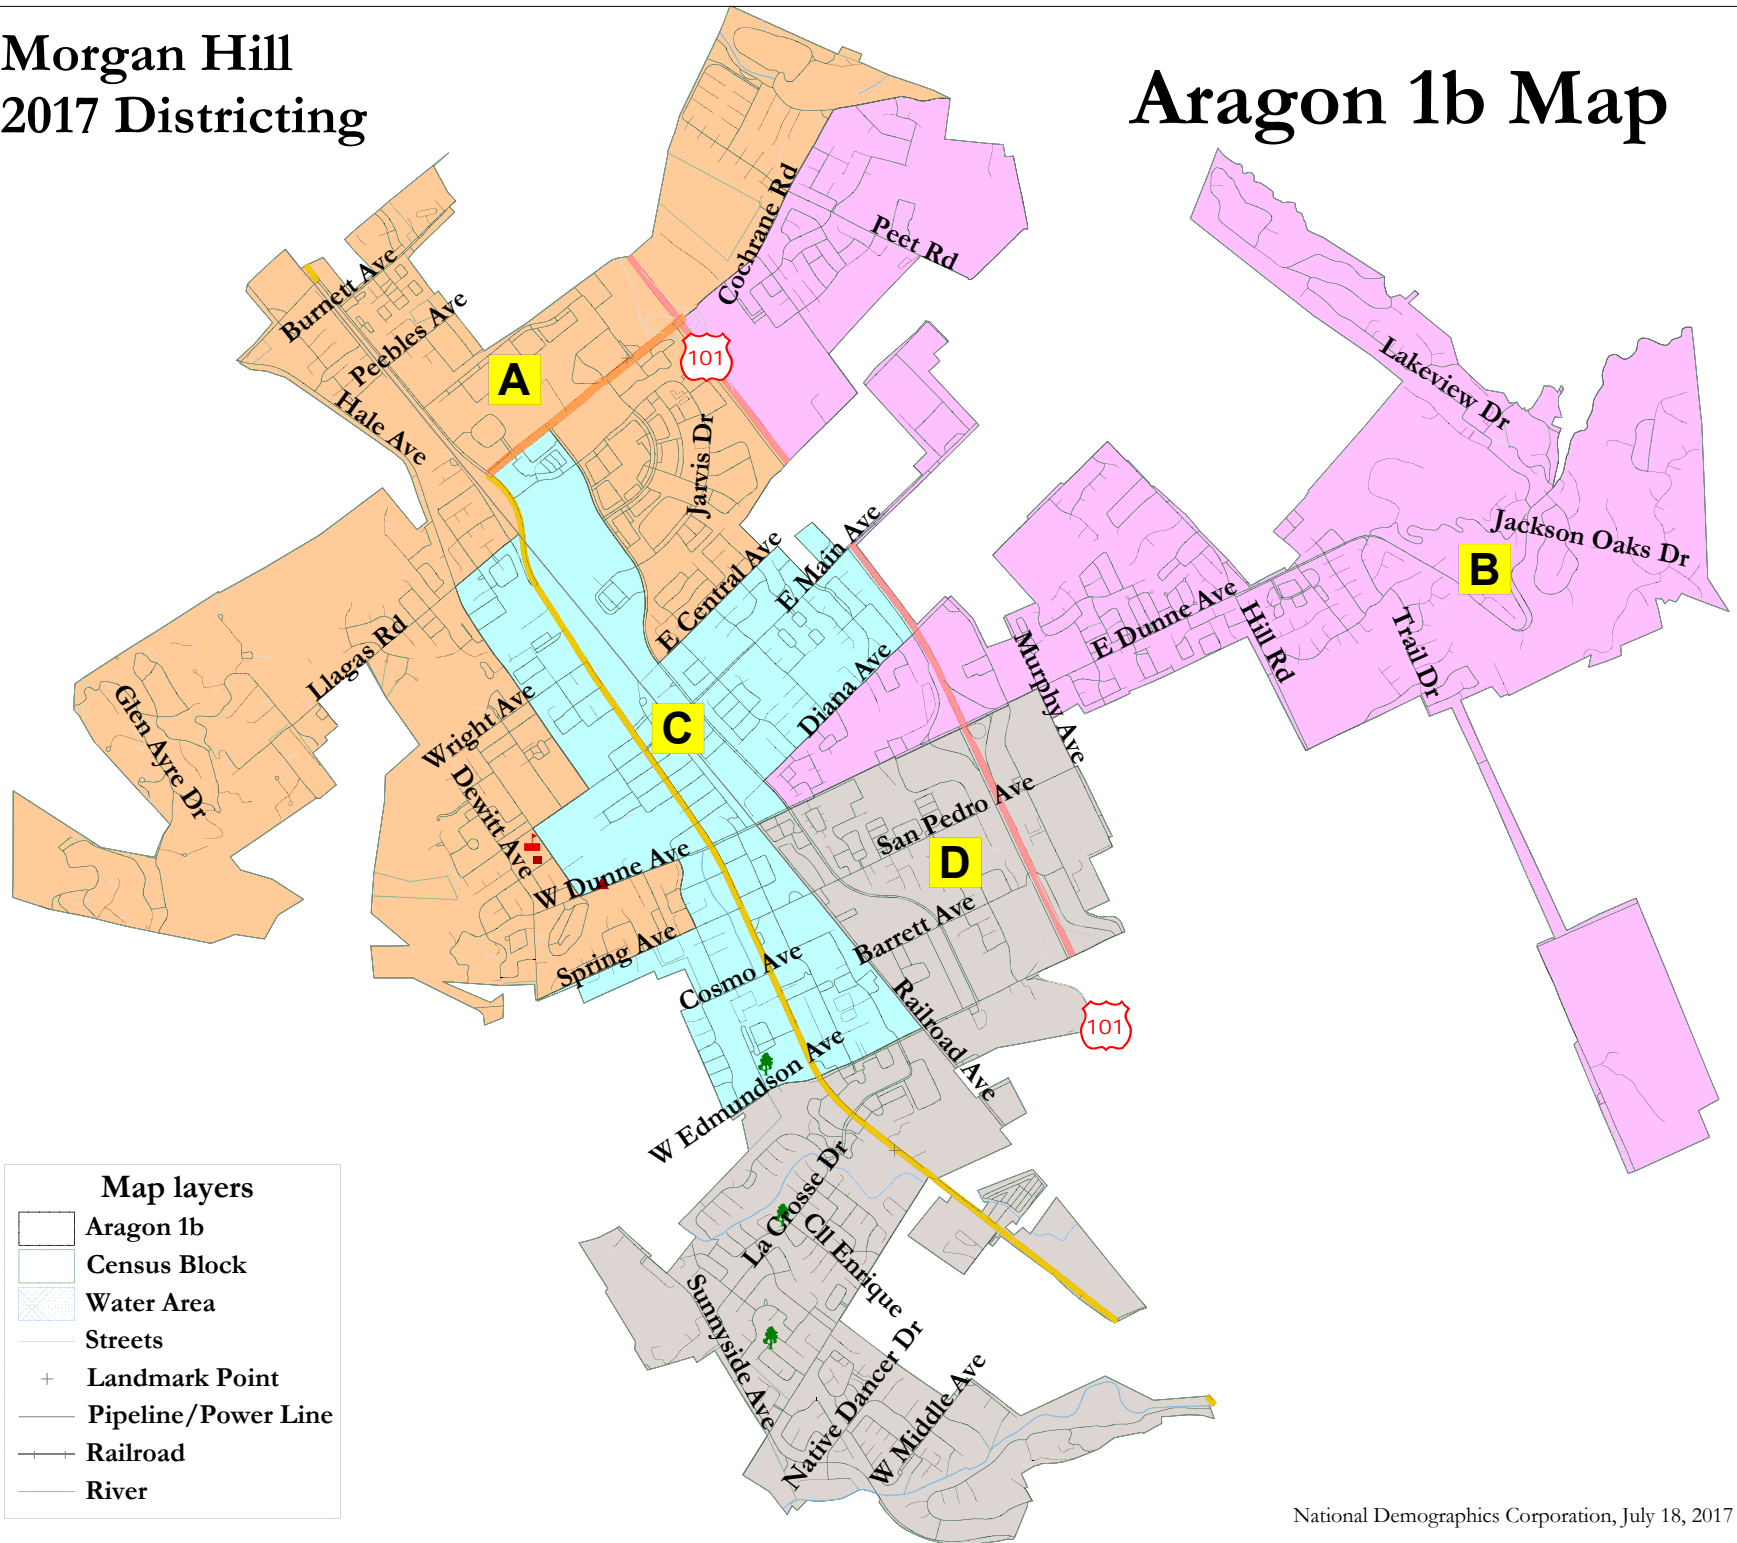 Morgan Hill
2017 Districting
Aragon 1b Map
Cochrane Rd
Peet Rd
Burnett Ave
Peebles Ave
Hale Ave
A
101
Jarvis Dr
Lakeview Dr
Jackson Oaks Dr
B
E Main Ave
E Central Ave
E Dunne Ave
Hill Rd
Trail Dr
Murphy Ave
Llagas Rd
Glen Ayre Dr
Wright Ave
Diana Ave
C
Dewitt Ave
W Dunne Ave
San Pedro Ave
D
Barrett Ave
Spring Ave
Cosmo Ave
Railroad Ave
101
W Edmundson Ave
La Crosse Dr
Cll Enrique
Sunnyside Ave
Native Dancer Dr
W Middle Ave
Map layers
Aragon 1b
Census Block
Water Area
Streets
Landmark Point
Pipeline/Power Line
Railroad
River
National Demographics Corporation, July 18, 2017